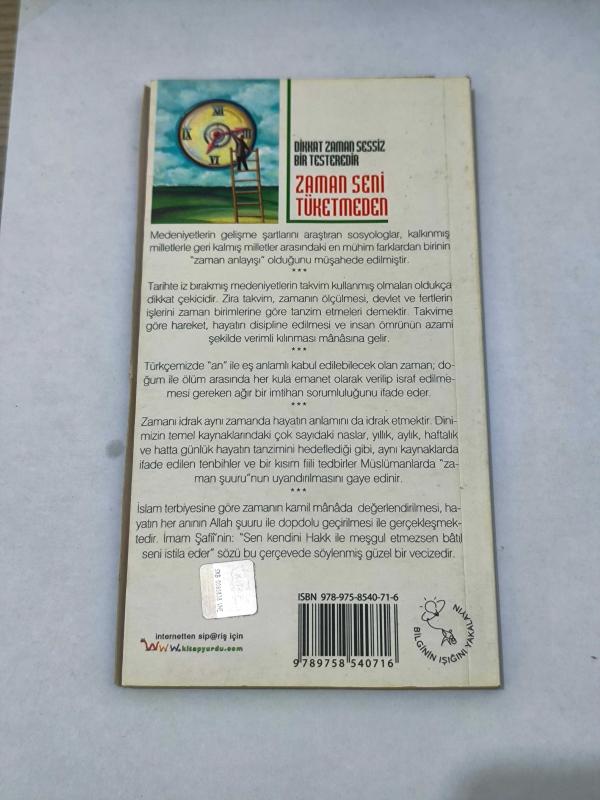 XII
III
VI
IX
DİKKAT ZAMAN SESSİZ
BİR TESTEREDİR
ZAMAN SENİ
TÜKETMEDEN
Medeniyetlerin gelişme şartlarını araştıran sosyologlar, kalkınmış
milletlerle geri kalmış milletler arasındaki en mühim farklardan birinin
"zaman anlayışı" olduğunu müşahede edilmiştir.
***
Tarihte iz bırakmış medeniyetlerin takvim kullanmış olmaları oldukça
dikkat çekicidir. Zira takvim, zamanın ölçülmesi, devlet ve fertlerin
işlerini zaman birimlerine göre tanzim etmeleri demektir. Takvime
göre hareket, hayatın disipline edilmesi ve insan ömrünün azami
şekilde verimli kılınması mânâsına gelir.
***
Türkçemizde "an" ile eş anlamlı kabul edilebilecek olan zaman; do-
ğum ile ölüm arasında her kula emanet olarak verilip israf edilme-
mesi gereken ağır bir imtihan sorumluluğunu ifade eder.
***
Zamanı idrak aynı zamanda hayatın anlamını da idrak etmektir. Dini-
mizin temel kaynaklarındaki çok sayıdaki naslar, yıllık, aylık, haftalık
ve hatta günlük hayatın tanzimini hedeflediği gibi, aynı kaynaklarda
ifade edilen tenbihler ve bir kısım fiili tedbirler Müslümanlarda "za-
man şuuru"nun uyandırılmasını gaye edinir.
***
İslam terbiyesine göre zamanın kamil mânâda değerlendirilmesi, ha-
yatın her anının Allah şuuru ile dopdolu geçirilmesi ile gerçekleşmek-
tedir. İmam Şafiî'nin: "Sen kendini Hakk ile meşgul etmezsen bâtıl
seni istila eder" sözü bu çerçevede söylenmiş güzel bir vecizedir.
ISBN 978-975-8540-71-6
9789758 540716
BİLGİNİN IŞIĞINI YAKALAYIN
internetten sip@riş için
www.kitapyurdu.com